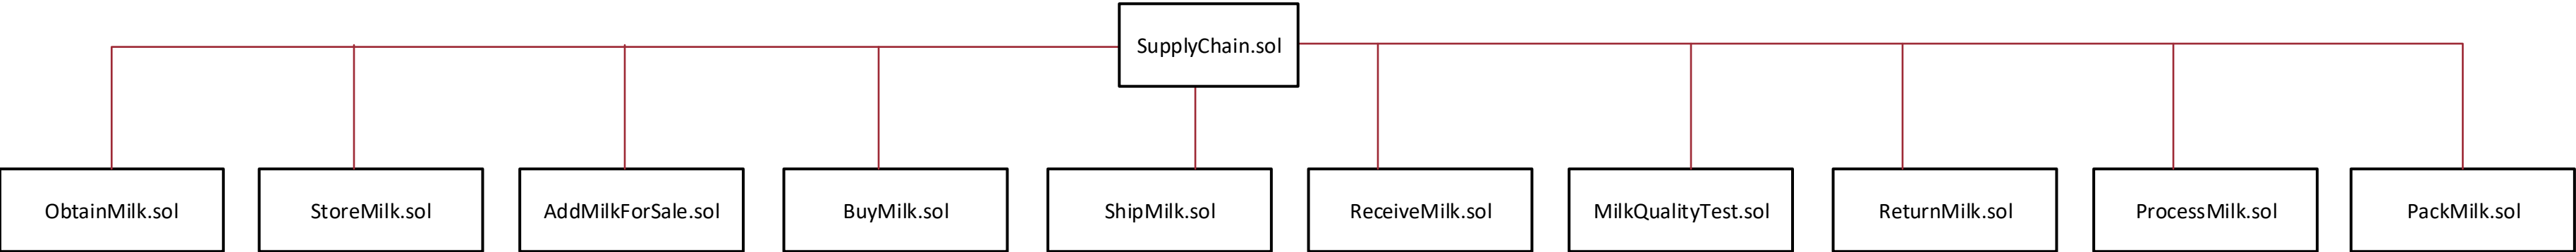 SupplyChain.sol
ObtainMilk.sol
StoreMilk.sol
AddMilkForSale.sol
BuyMilk.sol
ShipMilk.sol
ReceiveMilk.sol
MilkQualityTest.sol
ReturnMilk.sol
ProcessMilk.sol
PackMilk.sol